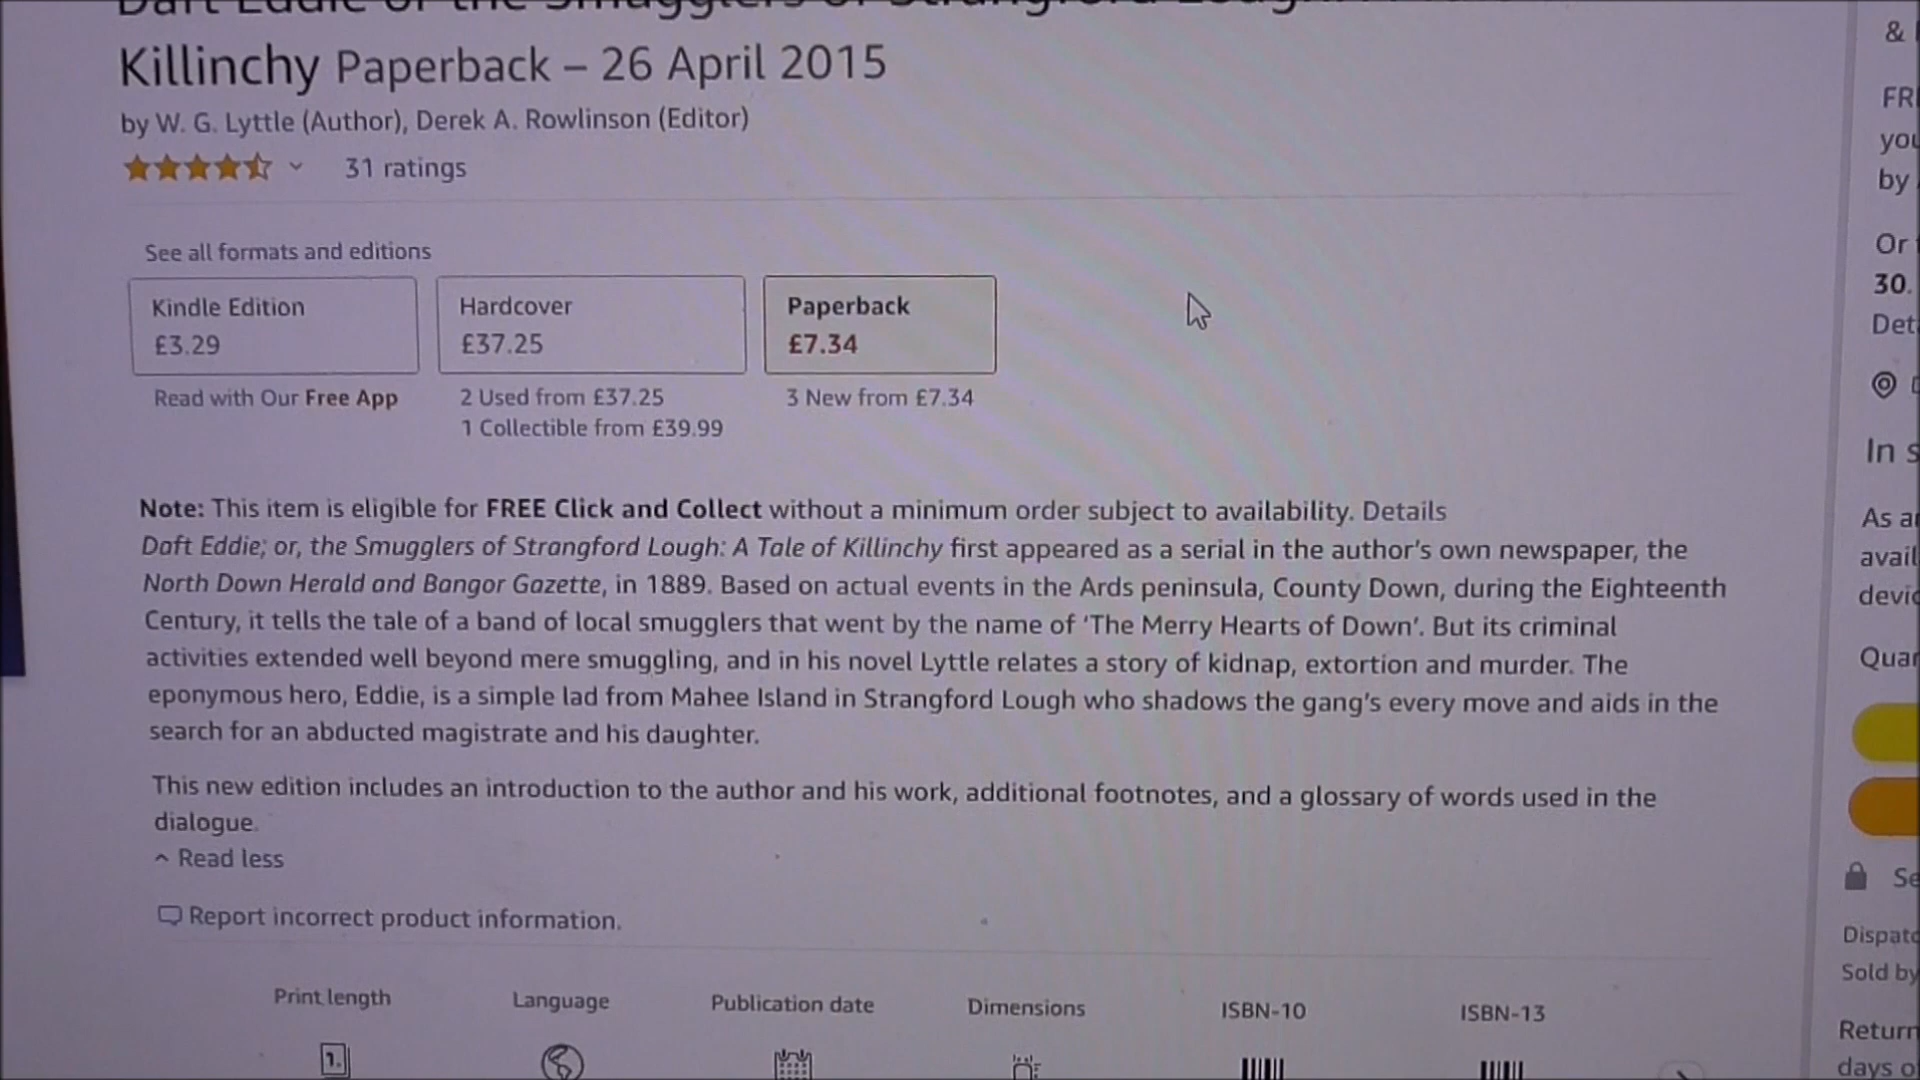 Daft Eddie or the Smugglers of Strangford Lough:
Killinchy Paperback – 26 April 2015
by W. G. Lyttle (Author), Derek A. Rowlinson (Editor)
31 ratings
See all formats and editions
Kindle Edition
£3.29
Read with Our Free App
Hardcover
£37.25
2 Used from £37.25
1 Collectible from £39.99
Paperback
£7.34
3 New from £7.34
Note: This item is eligible for FREE Click and Collect without a minimum order subject to availability. Details
Daft Eddie; or, the Smugglers of Strangford Lough: A Tale of Killinchy first appeared as a serial in the author's own newspaper, the
North Down Herald and Bangor Gazette, in 1889. Based on actual events in the Ards peninsula, County Down, during the Eighteenth
Century, it tells the tale of a band of local smugglers that went by the name of ‘The Merry Hearts of Down’. But its criminal
activities extended well beyond mere smuggling, and in his novel Lyttle relates a story of kidnap, extortion and murder. The
eponymous hero, Eddie, is a simple lad from Mahee Island in Strangford Lough who shadows the gang's every move and aids in the
search for an abducted magistrate and his daughter.
This new edition includes an introduction to the author and his work, additional footnotes, and a glossary of words used in the
dialogue.
Read less
Report incorrect product information.
Print length
Language
Publication date
Dimensions
ISBN-10
ISBN-13
&
by
Or
30.
In
As
Sold by